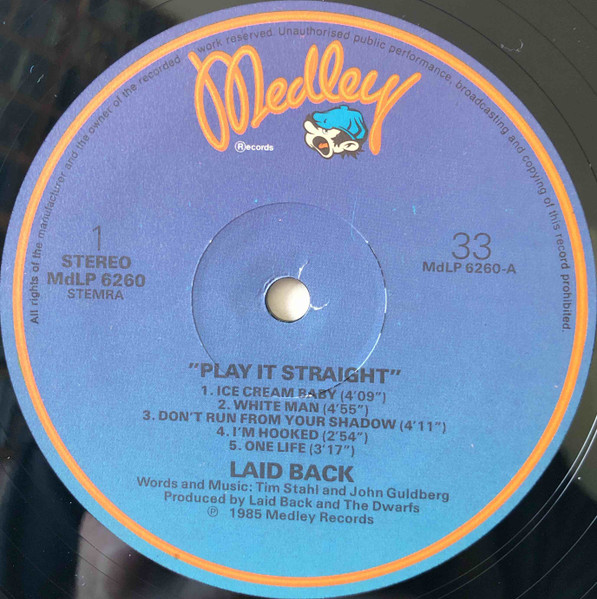 All rights of the manufacturer and the owner of the recorded work reserved. Unauthorised public performance, broadcasting and copying of this record prohibited.
Medley
®ecords
1
STEREO
MdLP 6260
STEMRA
33
MdLP 6260-A
"PLAY IT STRAIGHT"
1. ICE CREAM BABY (4'09")
2. WHITE MAN (4'55")
3. DON'T RUN FROM YOUR SHADOW (4'11")
4. I'M HOOKED (2'54")
5. ONE LIFE (3'17")
LAID BACK
Words and Music: Tim Stahl and John Guldberg
Produced by Laid Back and The Dwarfs
℗ 1985 Medley Records